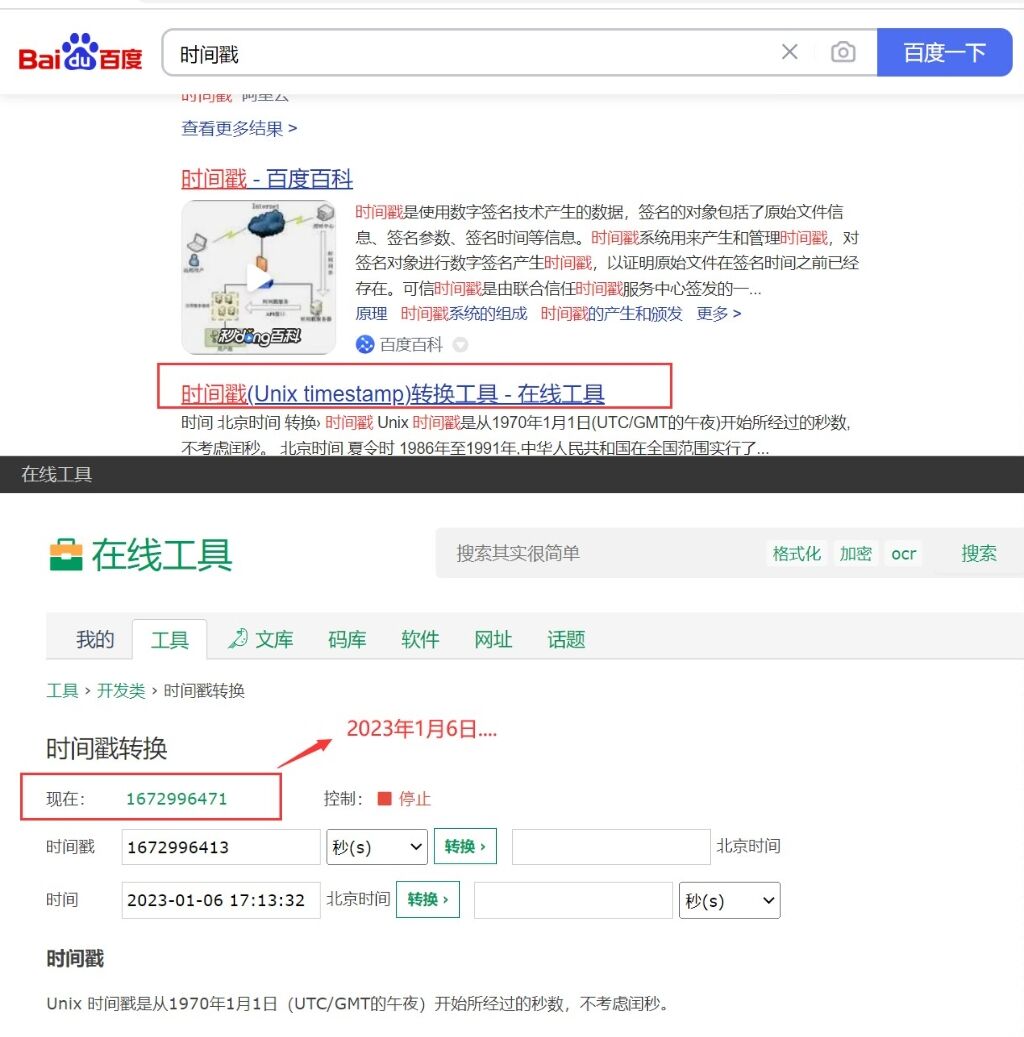 Bai du 百度
时间戳
百度一下
时间戳 阿里云
查看更多结果 >
时间戳 - 百度百科
Internet
时间戳是使用数字签名技术产生的数据，签名的对象包括了原始文件信
息、签名参数、签名时间等信息。时间戳系统用来产生和管理时间戳，对
签名对象进行数字签名产生时间戳，以证明原始文件在签名时间之前已经
存在。可信时间戳是由联合信任时间戳服务中心签发的一...
原理 时间戳系统的组成 时间戳的产生和颁发 更多 >
秒dong百科
百度百科
时间戳(Unix timestamp)转换工具 - 在线工具
时间 北京时间 转换› 时间戳 Unix 时间戳是从1970年1月1日(UTC/GMT的午夜)开始所经过的秒数,
不考虑闰秒。 北京时间 夏令时 1986年至1991年,中华人民共和国在全国范围实行了...
在线工具
在线工具
搜索其实很简单 格式化 加密 ocr 搜索
我的 工具 文库 码库 软件 网址 话题
工具 › 开发类 › 时间戳转换
2023年1月6日....
时间戳转换
现在： 1672996471 控制： 停止
时间戳 1672996413 秒(s) 转换 › 北京时间
时间 2023-01-06 17:13:32 北京时间 转换 › 秒(s)
时间戳
Unix 时间戳是从1970年1月1日（UTC/GMT的午夜）开始所经过的秒数，不考虑闰秒。